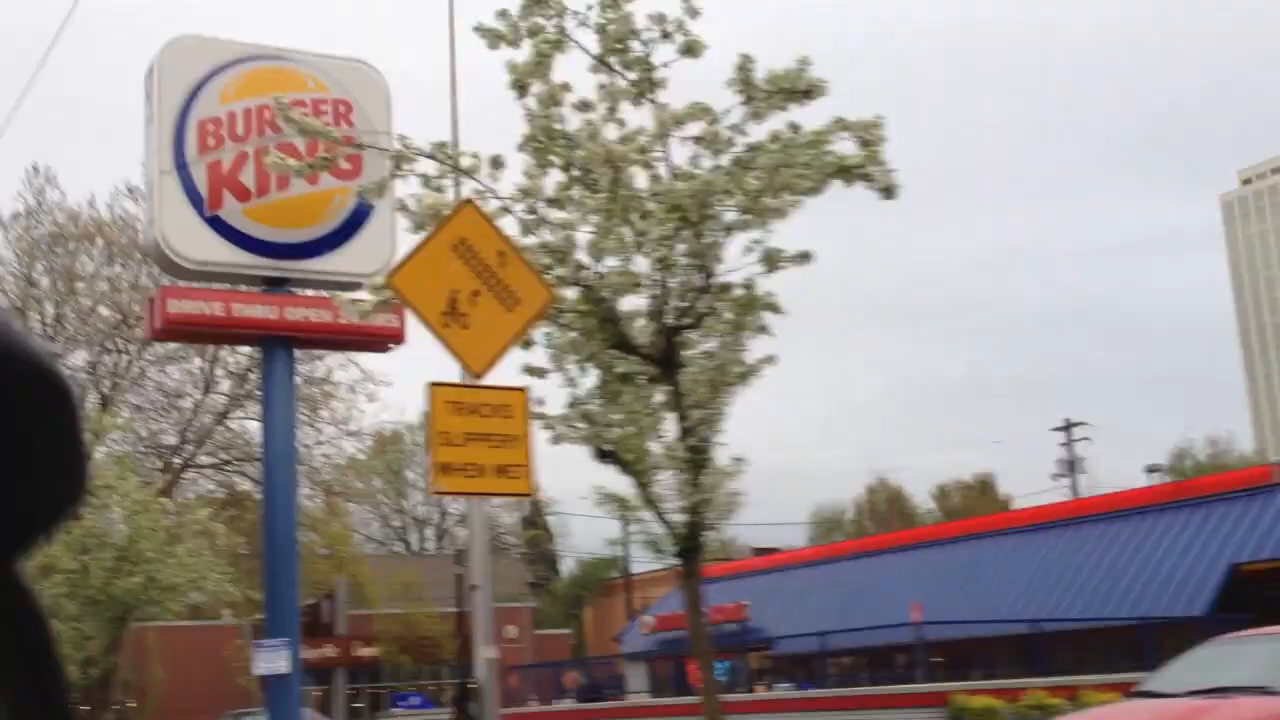 BURGER
KING
DRIVE THRU OPEN
TRACKS
SLIPPERY
WHEN WET